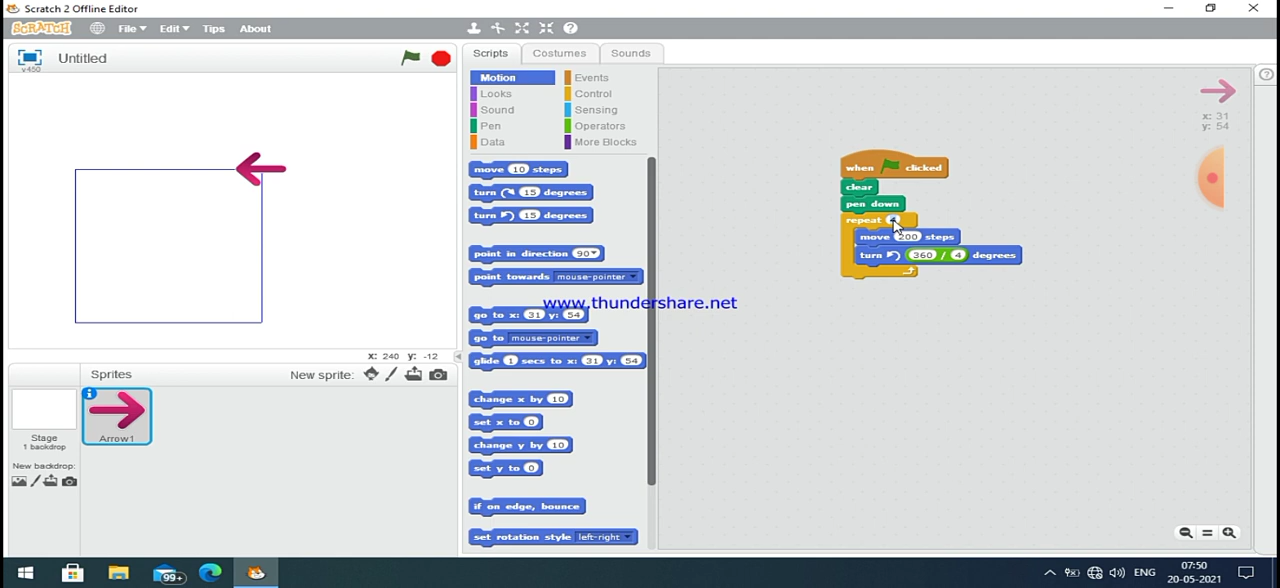 Scratch 2 Offline Editor
SCRATCH File Edit Tips About
v450 Untitled
Scripts Costumes Sounds
Motion Events
Looks Control
Sound Sensing
Pen Operators
Data More Blocks
move 10 steps
turn 15 degrees
turn 15 degrees
point in direction 90
point towards mouse-pointer
go to x: 31 y: 54
go to mouse-pointer
glide 1 secs to x: 31 y: 54
change x by 10
set x to 0
change y by 10
set y to 0
if on edge, bounce
set rotation style left-right
x: 31
y: 54
when clicked
clear
pen down
repeat
move 200 steps
turn 360 / 4 degrees
www.thundershare.net
x: 240 y: -12
Sprites New sprite:
Stage
1 backdrop
New backdrop:
Arrow1
99+
ENG
07:50
20-05-2021